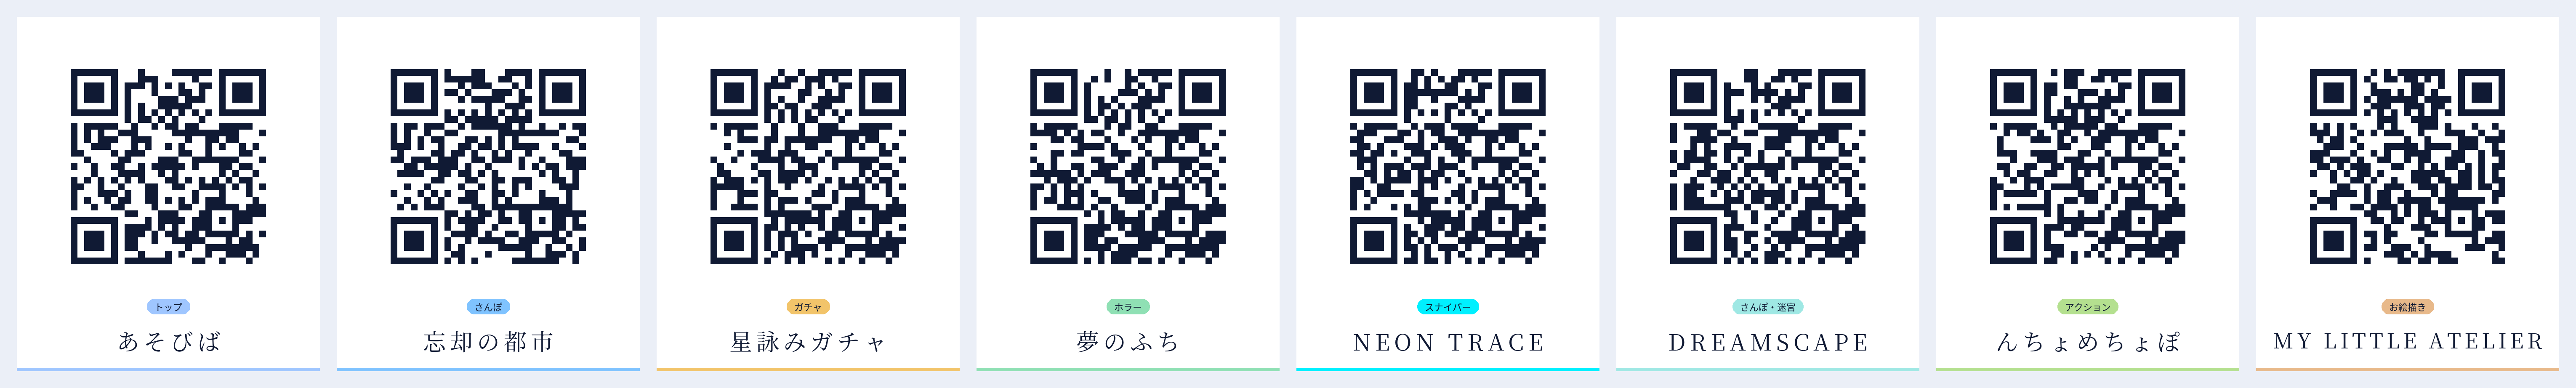 トップ
あそびば
さんぽ
忘却の都市
ガチャ
星詠みガチャ
ホラー
夢のふち
スナイパー
NEON TRACE
さんぽ・迷宮
DREAMSCAPE
アクション
んちょめちょぽ
お絵描き
MY LITTLE ATELIER